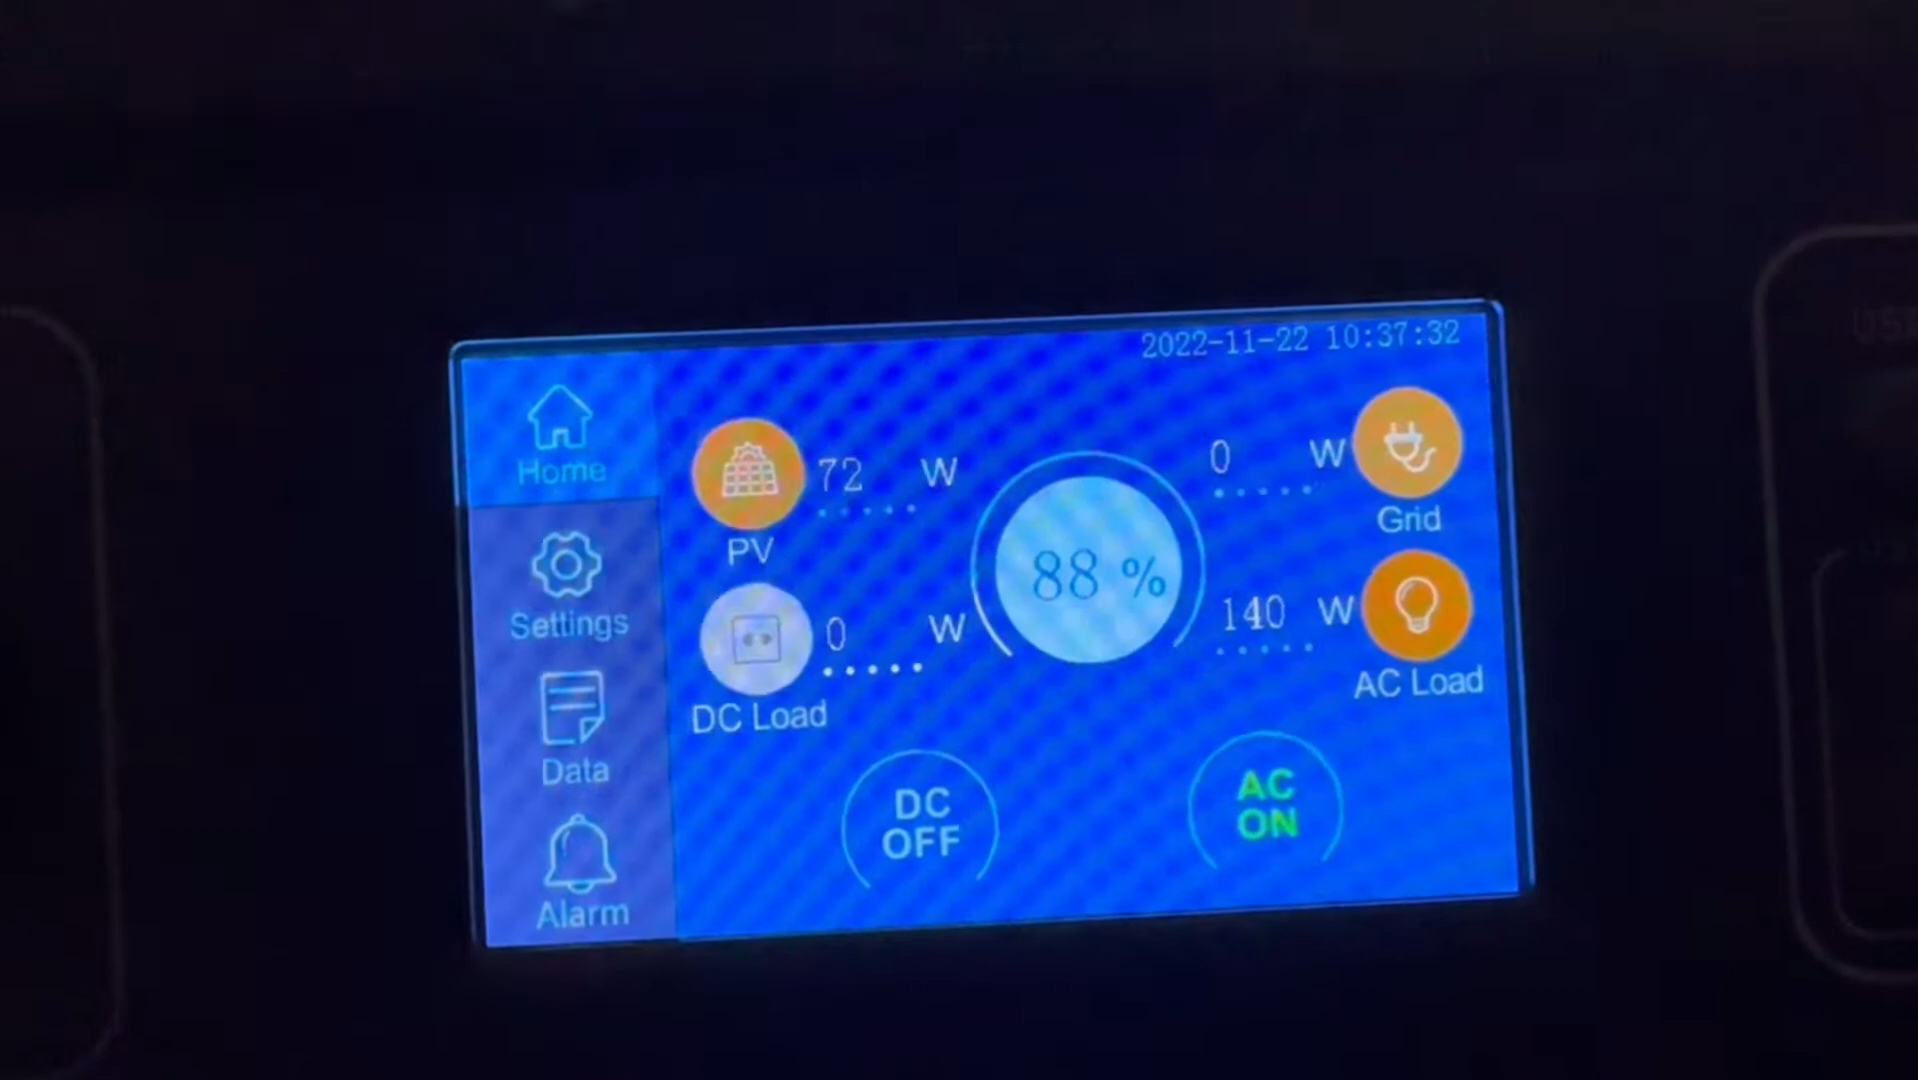 2022-11-22 10:37:32
Home
Settings
Data
Alarm
72 W
PV
0 W
DC Load
88 %
0 W
Grid
140 W
AC Load
DC
OFF
AC
ON